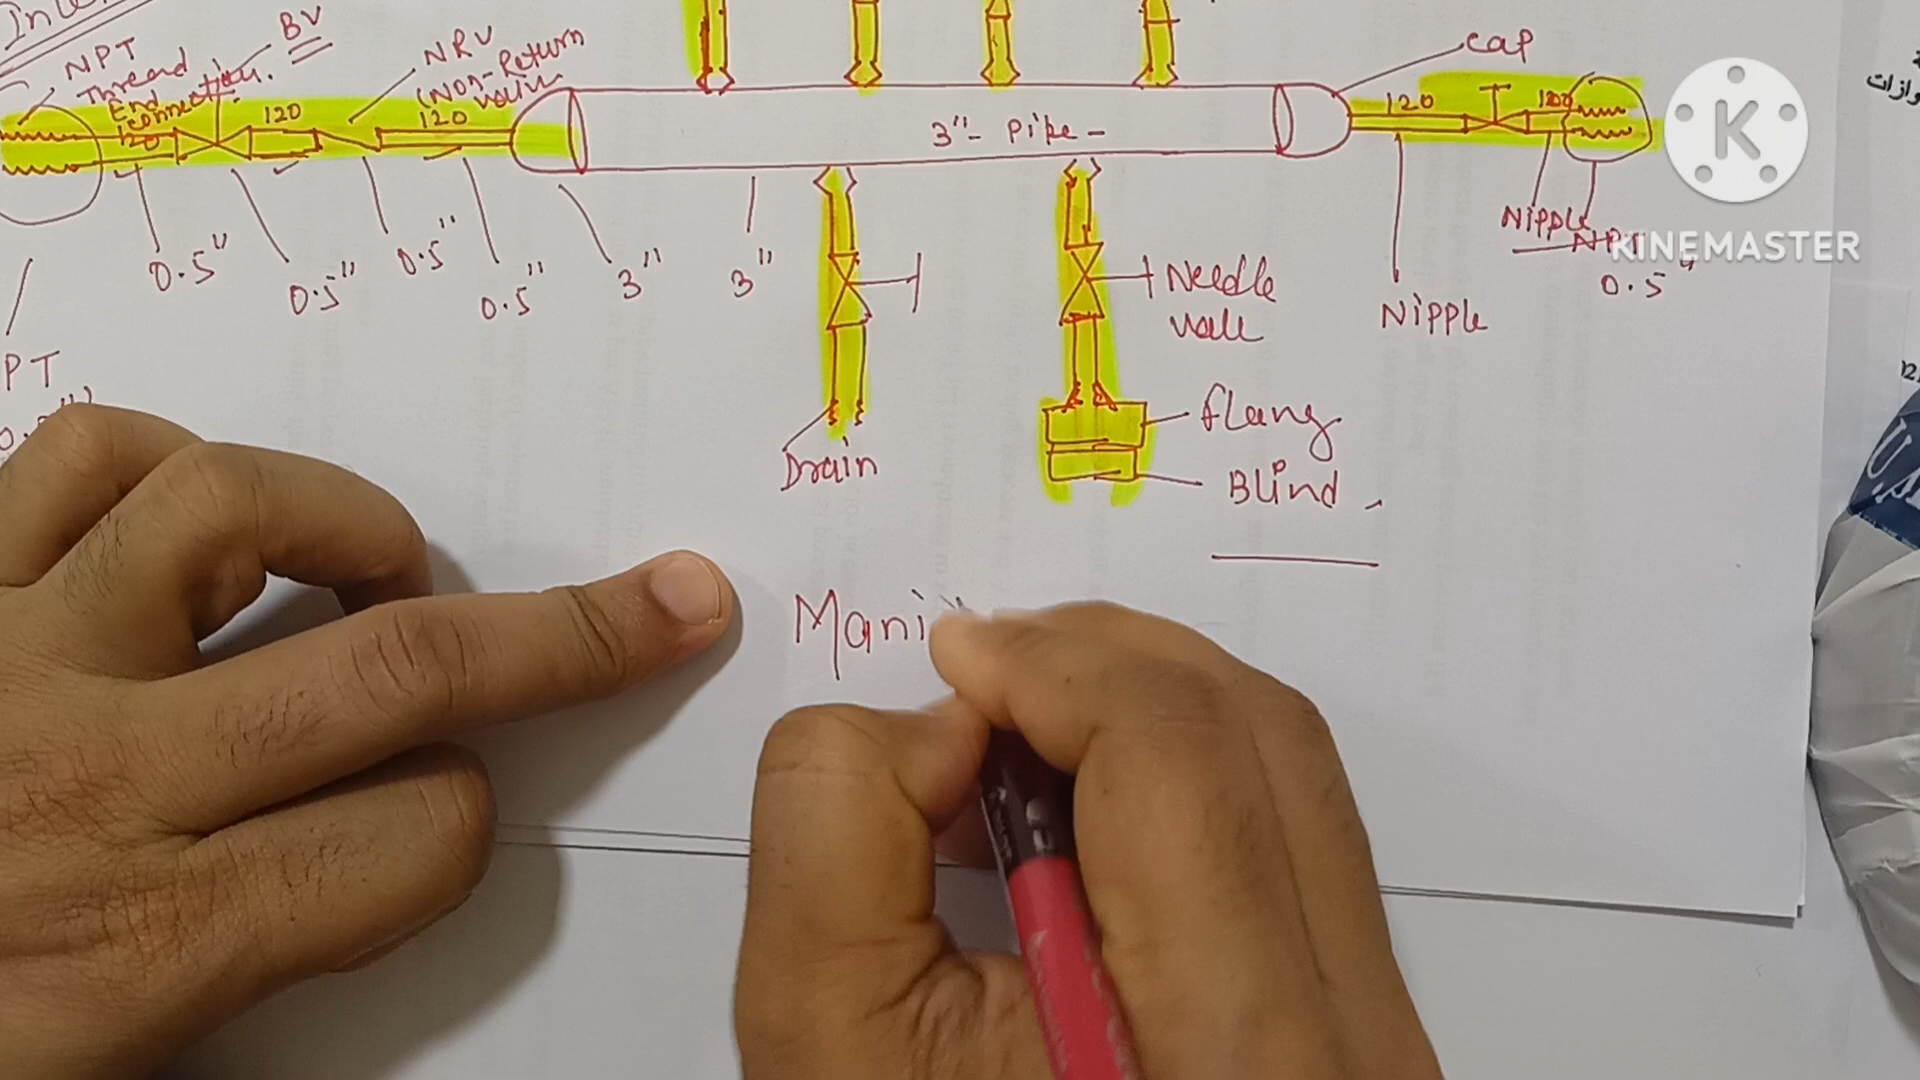 BV
NPT
Thread
End
connection.
NRV
(Non-Return
valve
cap
120
120
120
3"- Pipe -
120
120
0.5"
0.5"
0.5"
0.5"
3"
3"
Needle
valve
Nipple
Nipple
NPT
0.5"
PT
Drain
Flang
Blind
Mani
K
KINEMASTER